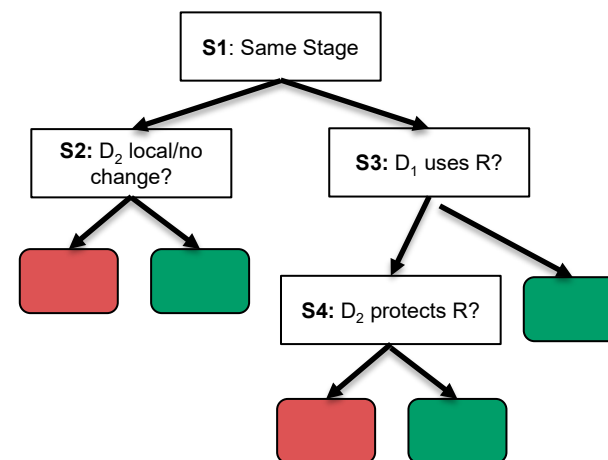 S1: Same Stage
S2: D₂ local/no
change?
S3: D₁ uses R?
S4: D₂ protects R?